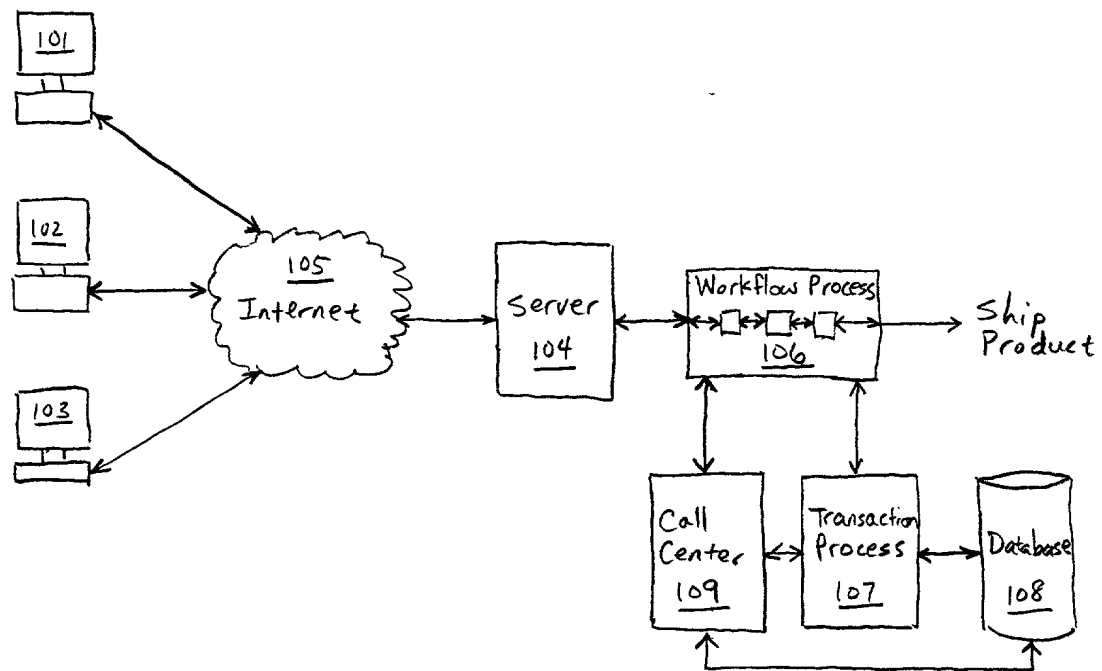 101
102
103
105
Internet
Server
104
Workflow Process
106
Ship
Product
Call
Center
109
Transaction
Process
107
Database
108